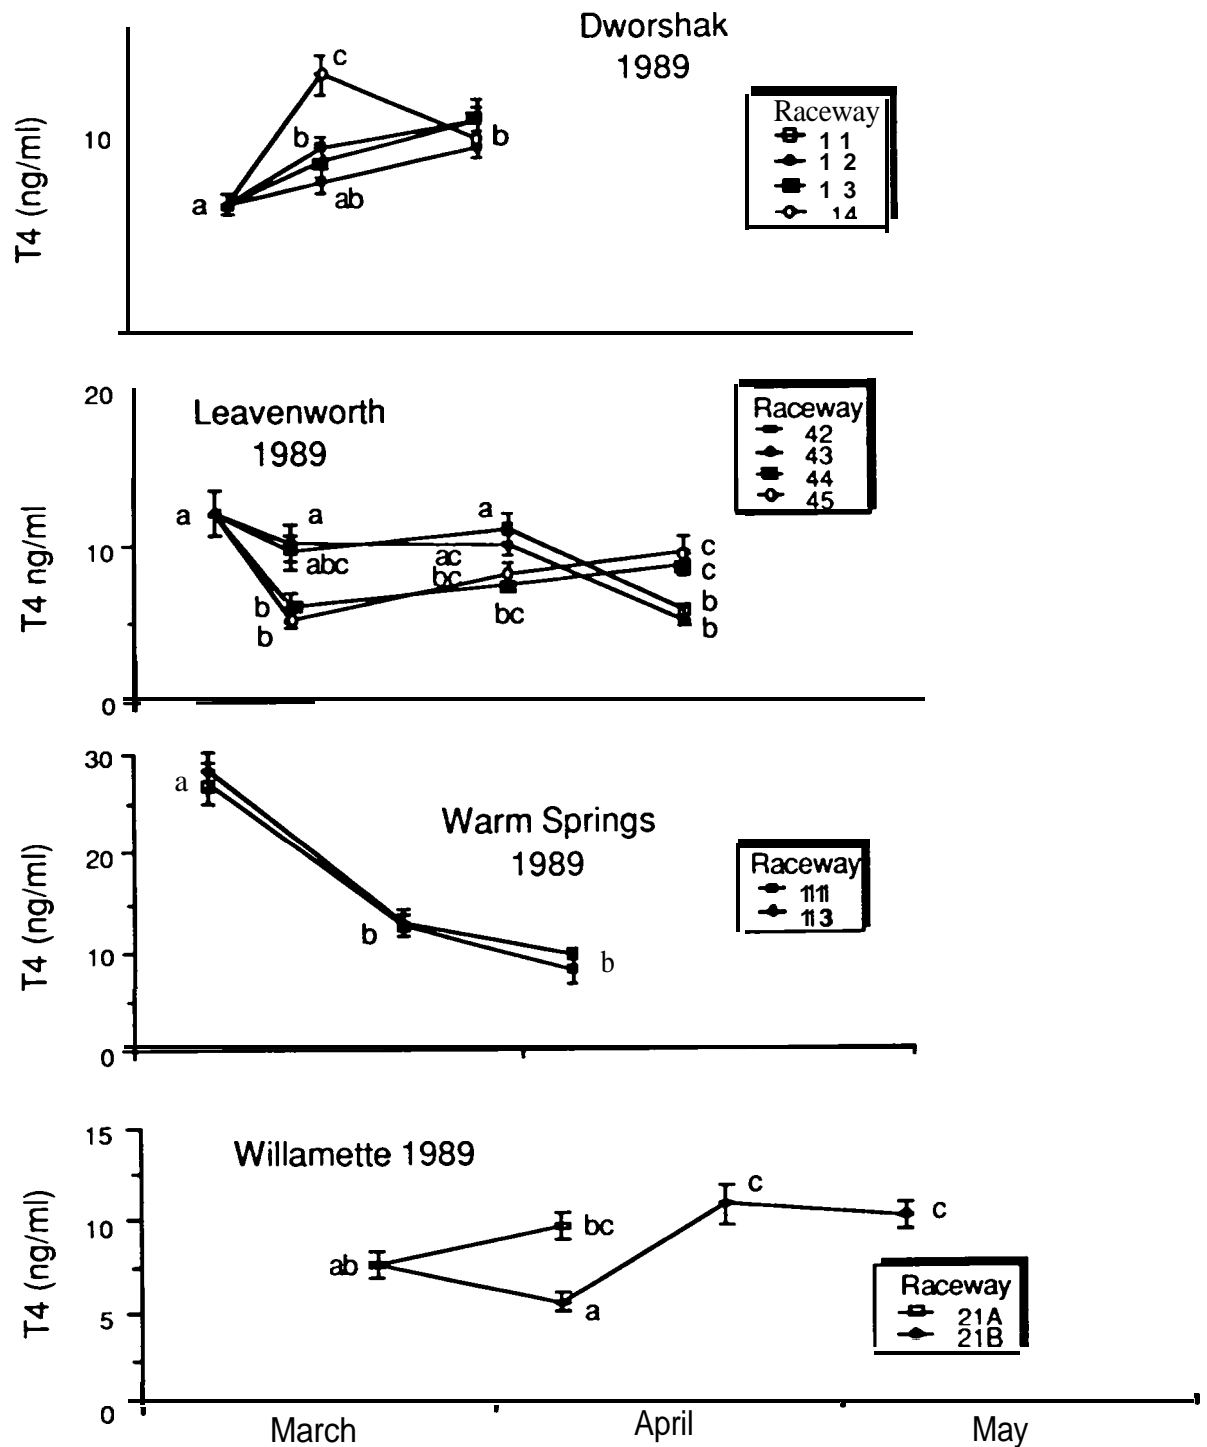 Dworshak
1989
T4 (ng/ml)
10
c
b
b
a
ab
Raceway
1 1
1 2
1 3
14
20
Leavenworth
1989
T4 ng/ml
10
0
a
a
a
abc
ac
bc
b
b
bc
c
c
b
b
Raceway
42
43
44
45
30
20
10
0
T4 (ng/ml)
a
Warm Springs
1989
b
b
Raceway
113
15
10
5
0
T4 (ng/ml)
Willamette 1989
ab
bc
a
c
c
Raceway
21A
21B
March
April
May